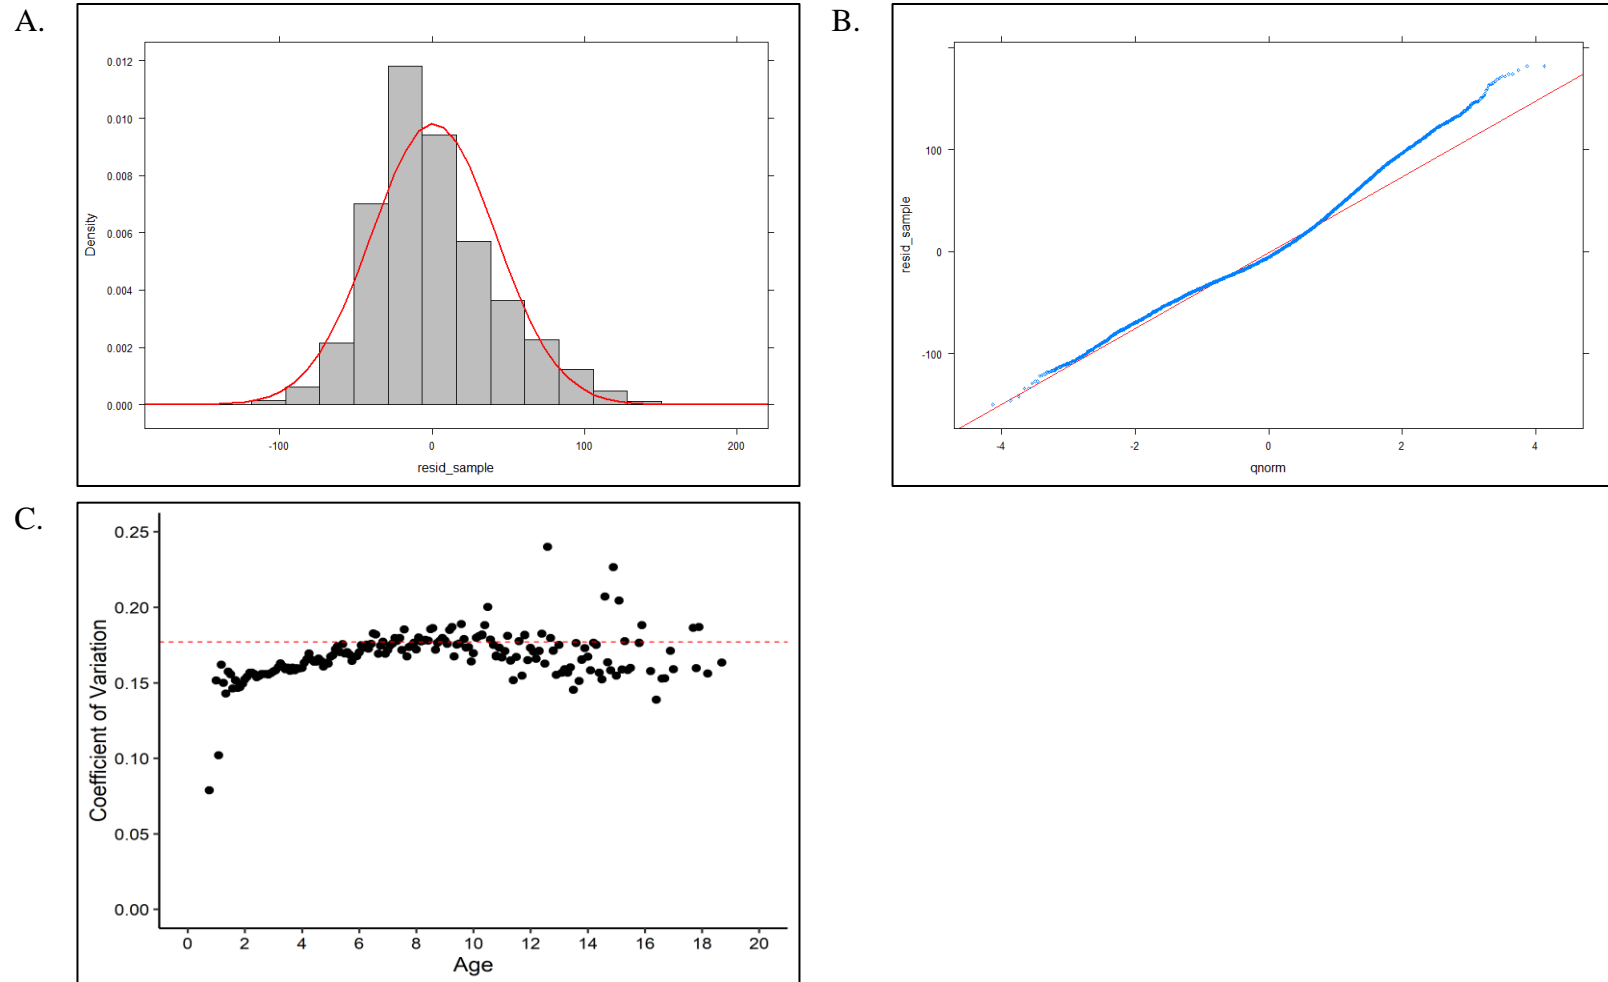 A.
0.012
0.010
0.008
0.006
0.004
0.002
0.000
Density
-100 0 100 200
resid_sample
B.
100
0
-100
resid_sample
-4 -2 0 2 4
qnorm
C.
0.25
0.20
0.15
0.10
0.05
0.00
Coefficient of Variation
0 2 4 6 8 10 12 14 16 18 20
Age